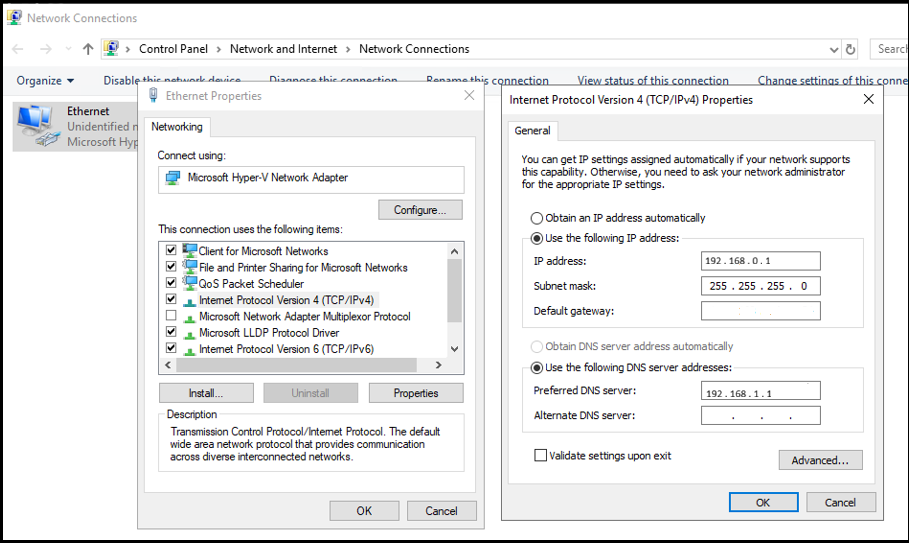 Network Connections
Control Panel > Network and Internet > Network Connections
Search
Organize
Disable this network device
Diagnose this connection
Rename this connection
View status of this connection
Change settings of this conne
Ethernet
Unidentified n
Microsoft Hyp
Ethernet Properties
Networking
Connect using:
Microsoft Hyper-V Network Adapter
Configure...
This connection uses the following items:
Client for Microsoft Networks
File and Printer Sharing for Microsoft Networks
QoS Packet Scheduler
Internet Protocol Version 4 (TCP/IPv4)
Microsoft Network Adapter Multiplexor Protocol
Microsoft LLDP Protocol Driver
Internet Protocol Version 6 (TCP/IPv6)
Install...
Uninstall
Properties
Description
Transmission Control Protocol/Internet Protocol. The default
wide area network protocol that provides communication
across diverse interconnected networks.
OK
Cancel
Internet Protocol Version 4 (TCP/IPv4) Properties
General
You can get IP settings assigned automatically if your network supports
this capability. Otherwise, you need to ask your network administrator
for the appropriate IP settings.
Obtain an IP address automatically
Use the following IP address:
IP address:
192.168.0.1
Subnet mask:
255 . 255 . 255 . 0
Default gateway:
Obtain DNS server address automatically
Use the following DNS server addresses:
Preferred DNS server:
192.168.1.1
Alternate DNS server:
. . .
Validate settings upon exit
Advanced...
OK
Cancel